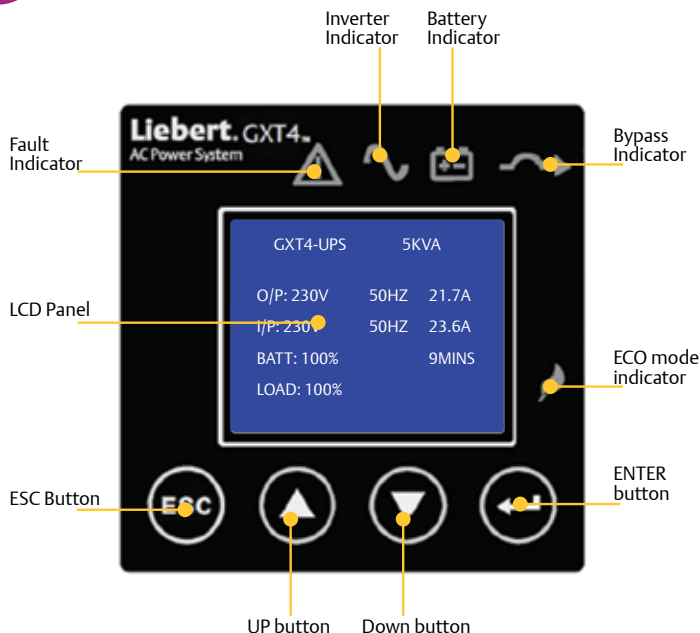 Inverter
Indicator
Battery
Indicator
Fault
Indicator
Bypass
Indicator
Liebert. GXT4™
AC Power System
GXT4-UPS 5KVA
O/P: 230V 50HZ 21.7A
I/P: 230V 50HZ 23.6A
BATT: 100% 9MINS
LOAD: 100%
LCD Panel
ECO mode
indicator
ESC Button
ESC
ENTER
button
UP button
Down button